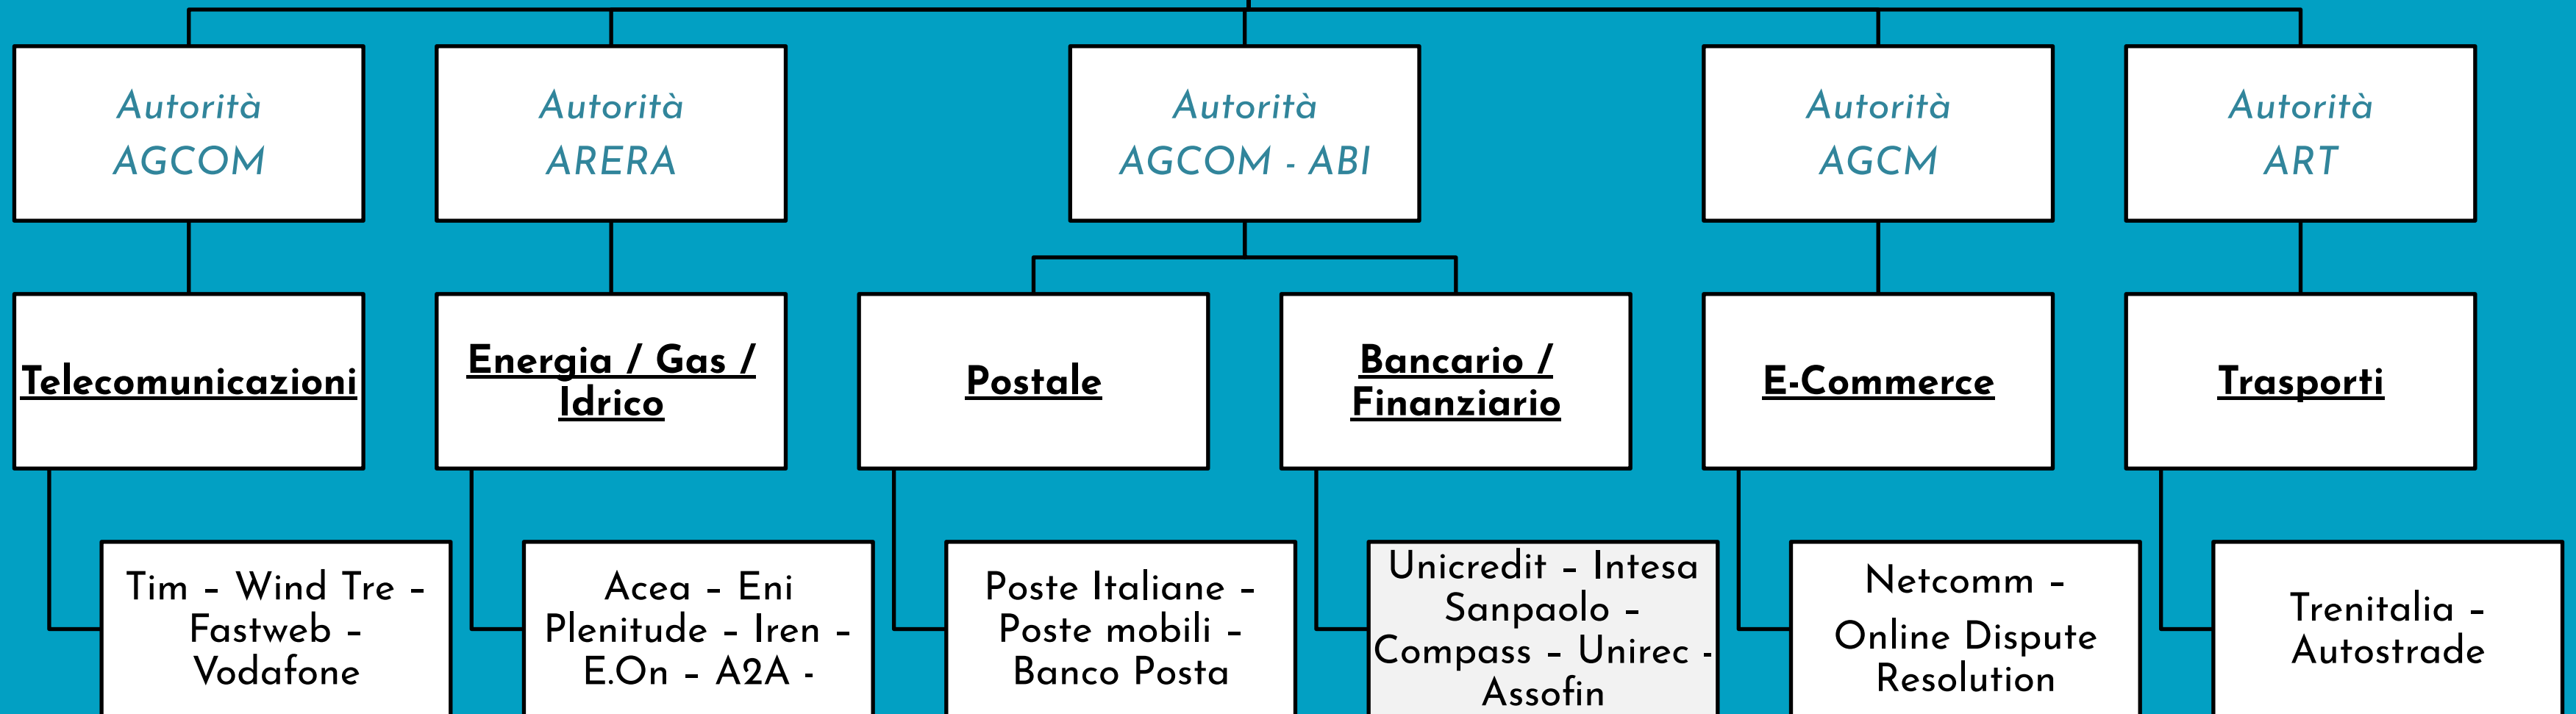 Autorità
AGCOM
Autorità
ARERA
Autorità
AGCOM - ABI
Autorità
AGCM
Autorità
ART
Telecomunicazioni
Energia / Gas /
Idrico
Postale
Bancario /
Finanziario
E-Commerce
Trasporti
Tim – Wind Tre –
Fastweb –
Vodafone
Acea – Eni
Plenitude – Iren –
E.On – A2A -
Poste Italiane –
Poste mobili –
Banco Posta
Unicredit – Intesa
Sanpaolo –
Compass – Unirec -
Assofin
Netcomm –
Online Dispute
Resolution
Trenitalia –
Autostrade